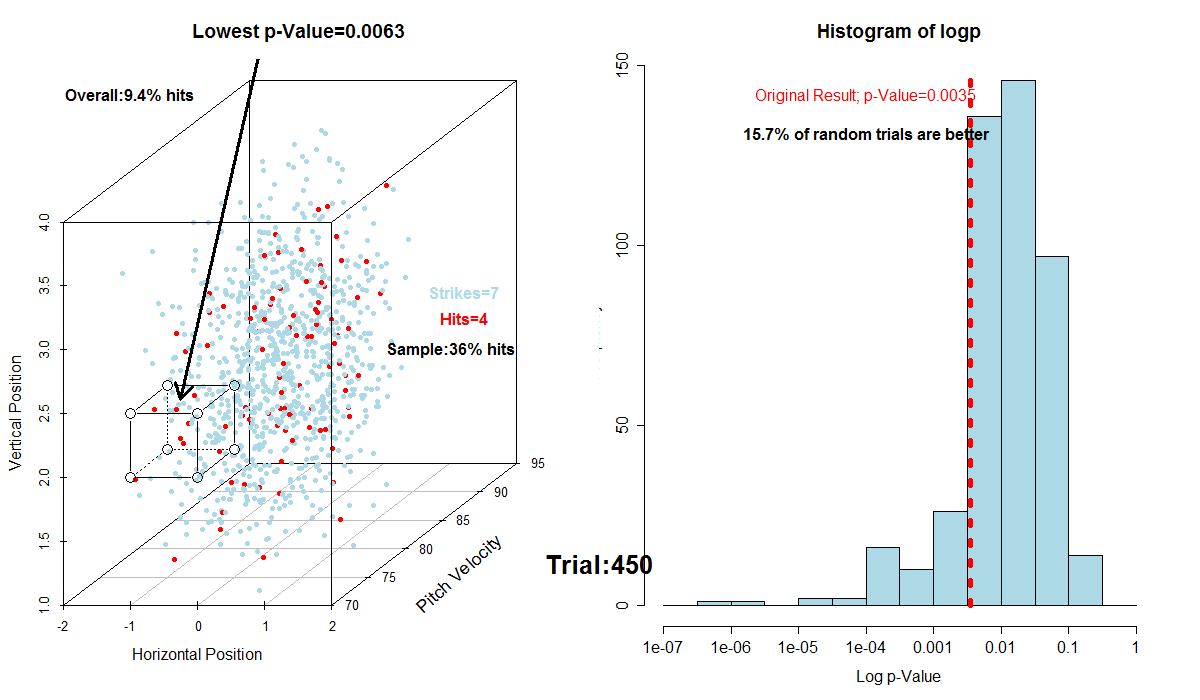 Lowest p-Value=0.0063
Overall:9.4% hits
Strikes=7
Hits=4
Sample:36% hits
Vertical Position
4.0
3.5
3.0
2.5
2.0
1.5
1.0
-2
-1
0
1
2
Horizontal Position
70
75
80
85
90
95
Pitch Velocity
Trial:450
Histogram of logp
Original Result; p-Value=0.0035
15.7% of random trials are better
150
100
50
0
1e-07
1e-06
1e-05
1e-04
0.001
0.01
0.1
1
Log p-Value